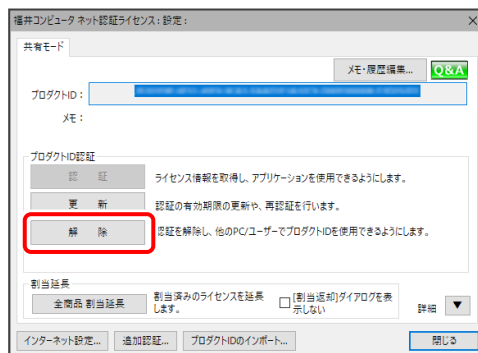 福井コンピュータ ネット認証ライセンス : 設定 :
共有モード
メモ・履歴編集...
Q&A
プロダクトID :
メモ :
プロダクトID認証
認 証
ライセンス情報を取得し、アプリケーションを使用できるようにします。
更 新
認証の有効期限の更新や、再認証を行います。
解 除
認証を解除し、他のPC/ユーザーでプロダクトIDを使用できるようにします。
割当延長
全商品 割当延長
割当済みのライセンスを延長
します。
[割当返却]ダイアログを表
示しない
詳細
▼
インターネット設定...
追加認証...
プロダクトIDのインポート...
閉じる